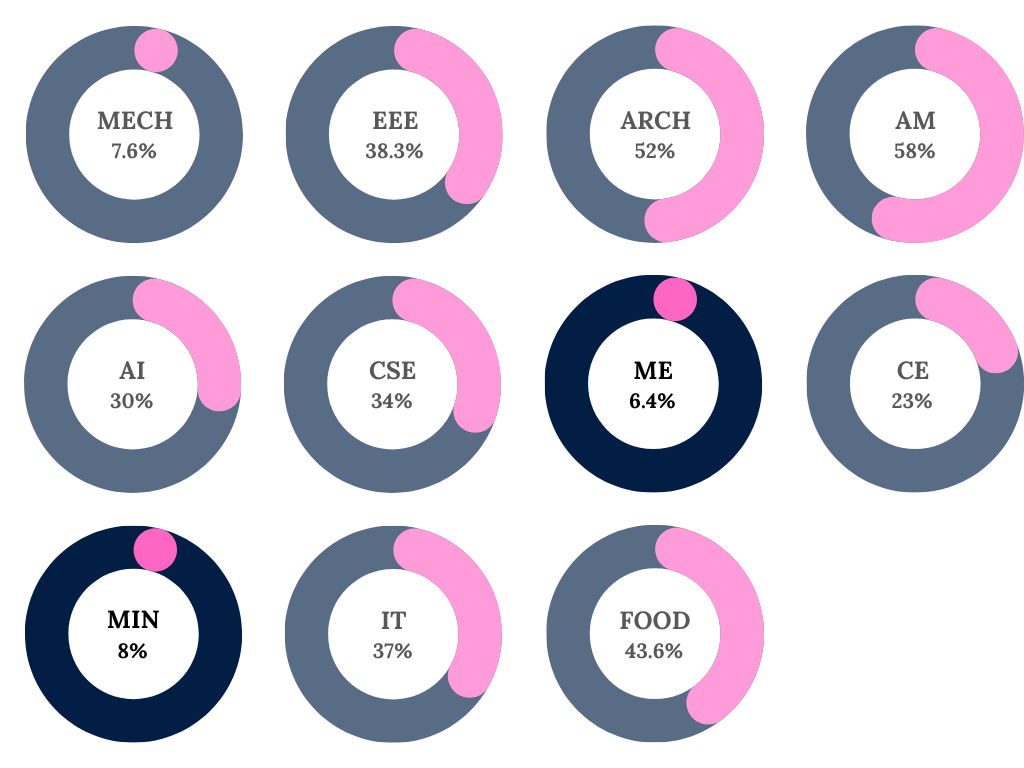 MECH
7.6%
EEE
38.3%
ARCH
52%
AM
58%
AI
30%
CSE
34%
ME
6.4%
CE
23%
MIN
8%
IT
37%
FOOD
43.6%